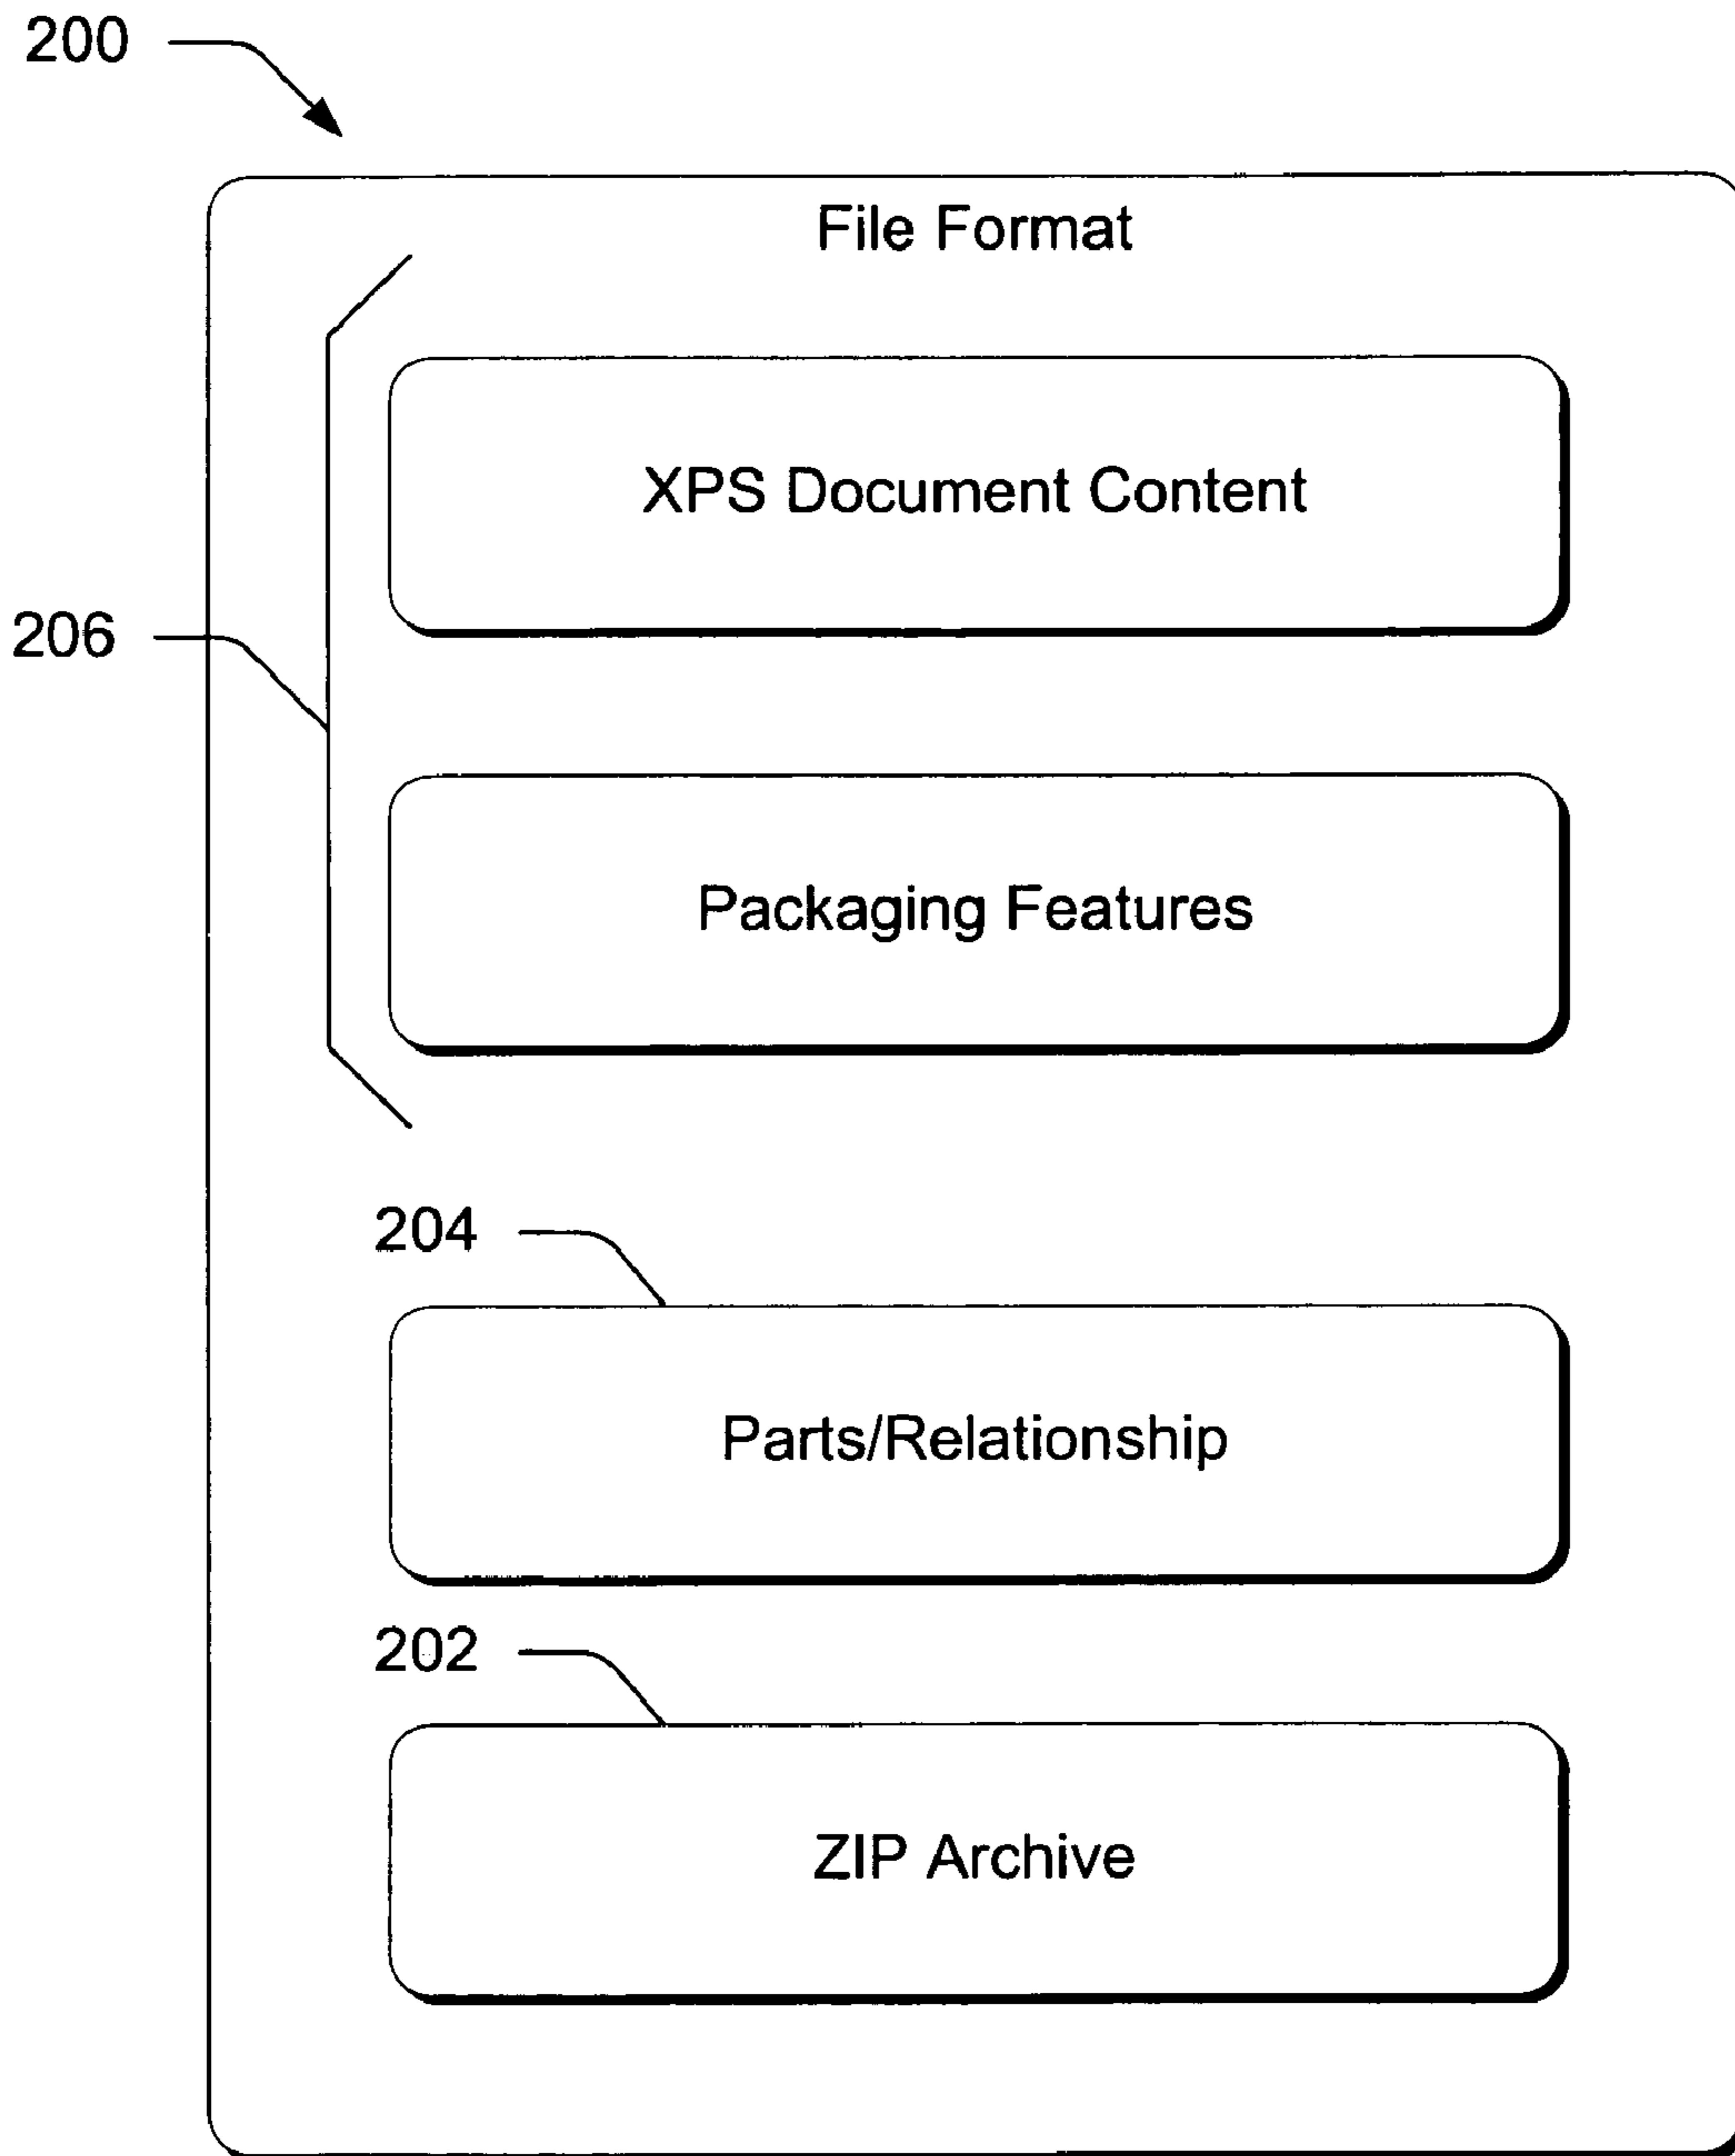 200
File Format
XPS Document Content
206
Packaging Features
204
Parts/Relationship
202
ZIP Archive